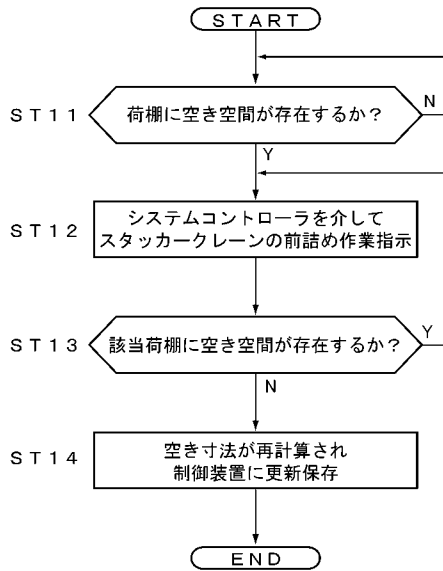 ＳＴＡＲＴ
ＳＴ１１
荷棚に空き空間が存在するか？
Ｎ
Ｙ
ＳＴ１２
システムコントローラを介して
スタッカークレーンの前詰め作業指示
ＳＴ１３
該当荷棚に空き空間が存在するか？
Ｙ
Ｎ
ＳＴ１４
空き寸法が再計算され
制御装置に更新保存
ＥＮＤ